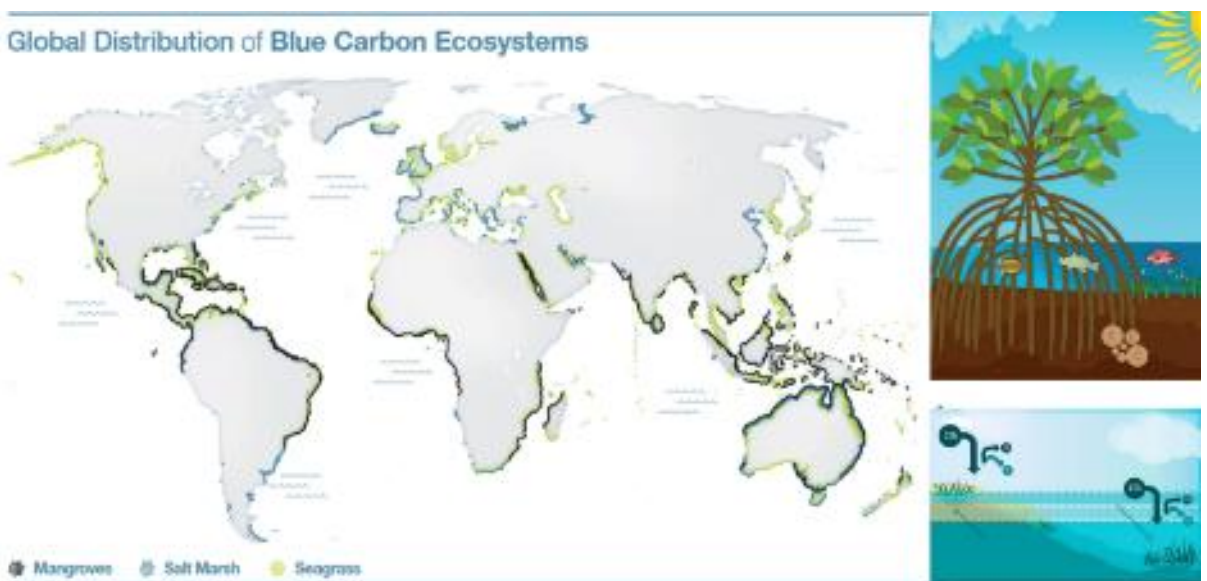 Global Distribution of Blue Carbon Ecosystems
Mangroves Salt Marsh Seagrass